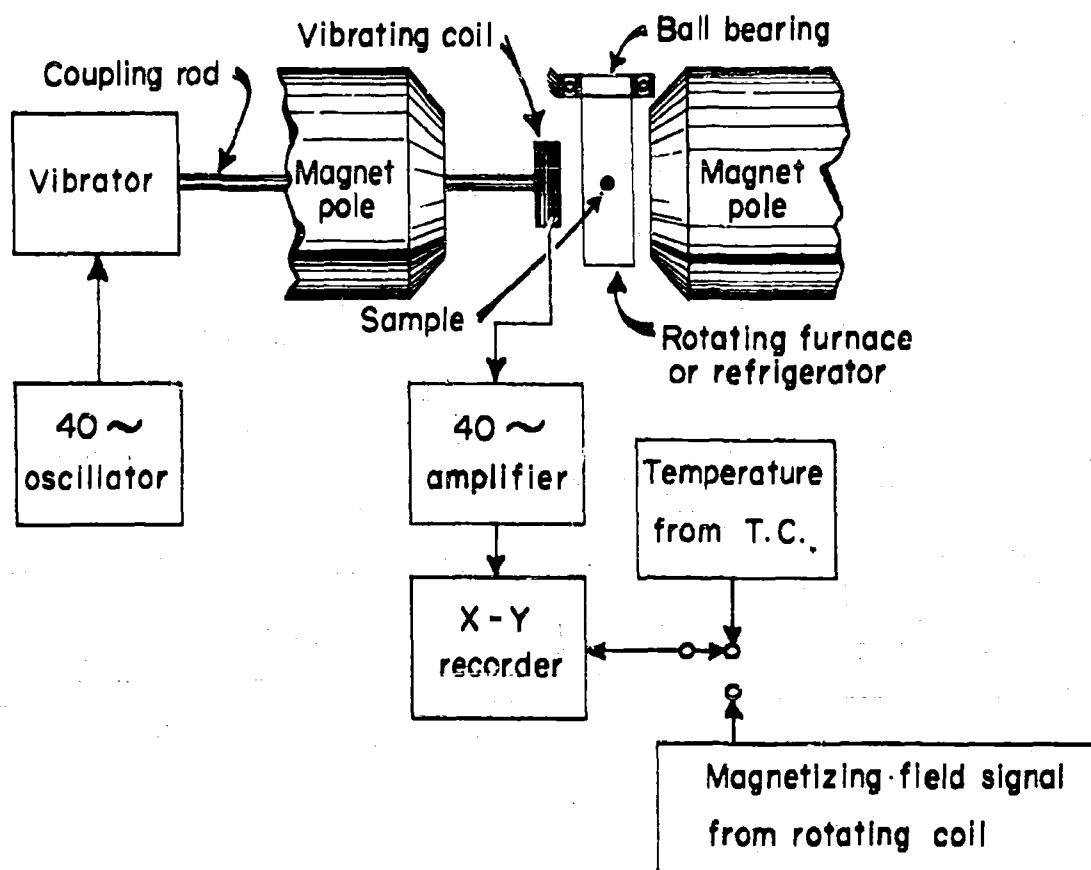 Ball bearing
Vibrating coil
Coupling rod
Vibrator
Magnet
pole
Magnet
pole
Sample
Rotating furnace
or refrigerator
40 ~
oscillator
40 ~
amplifier
Temperature
from T.C.
X-Y
recorder
Magnetizing field signal
from rotating coil